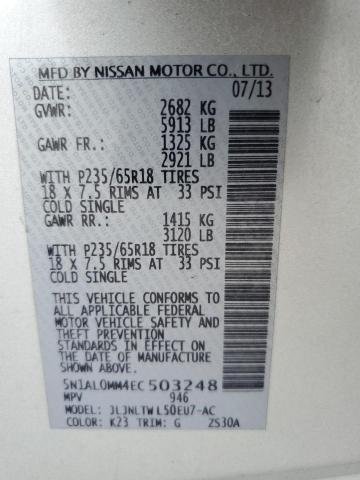 MFD BY NISSAN MOTOR CO., LTD.
DATE: 07/13
GVWR: 2682 KG
5913 LB
GAWR FR.: 1325 KG
2921 LB
WITH P235/65R18 TIRES
18 X 7.5 RIMS AT 33 PSI
COLD SINGLE
GAWR RR.: 1415 KG
3120 LB
WITH P235/65R18 TIRES
18 X 7.5 RIMS AT 33 PSI
COLD SINGLE
THIS VEHICLE CONFORMS TO
ALL APPLICABLE FEDERAL
MOTOR VEHICLE SAFETY AND
THEFT PREVENTION
STANDARDS IN EFFECT ON
THE DATE OF MANUFACTURE
SHOWN ABOVE.
5N1AL0MM4EC503248
MPV 946
MODEL: JLJNLTW L50EU7-AC
COLOR: K23 TRIM: G ZS30A